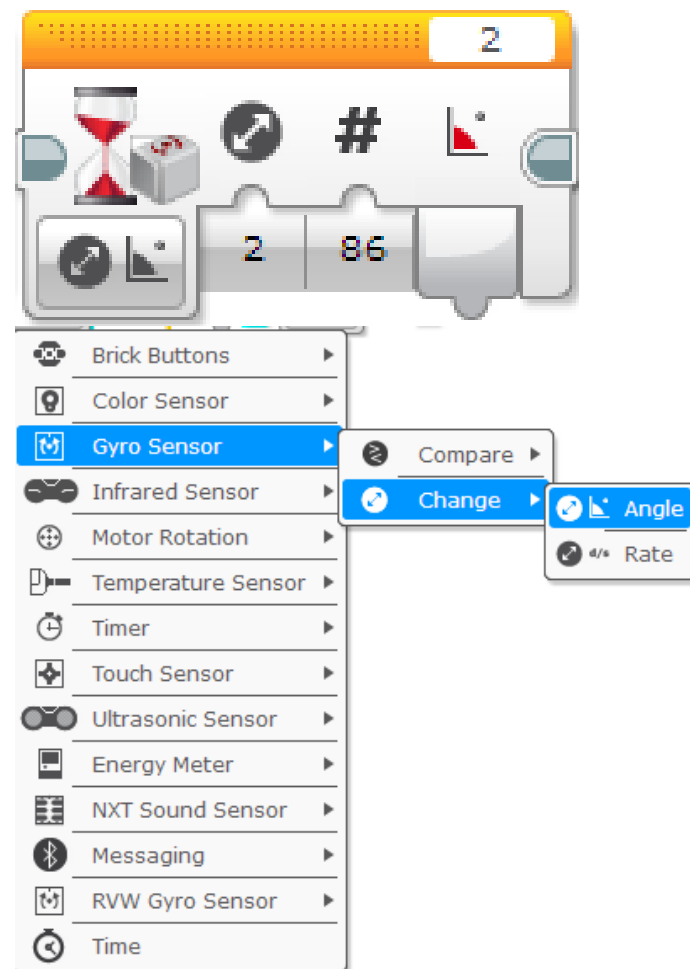 2
#
2 86
Brick Buttons
Color Sensor
Gyro Sensor
Compare
Infrared Sensor
Change
Angle
Motor Rotation
d/s Rate
Temperature Sensor
Timer
Touch Sensor
Ultrasonic Sensor
Energy Meter
NXT Sound Sensor
Messaging
RVW Gyro Sensor
Time